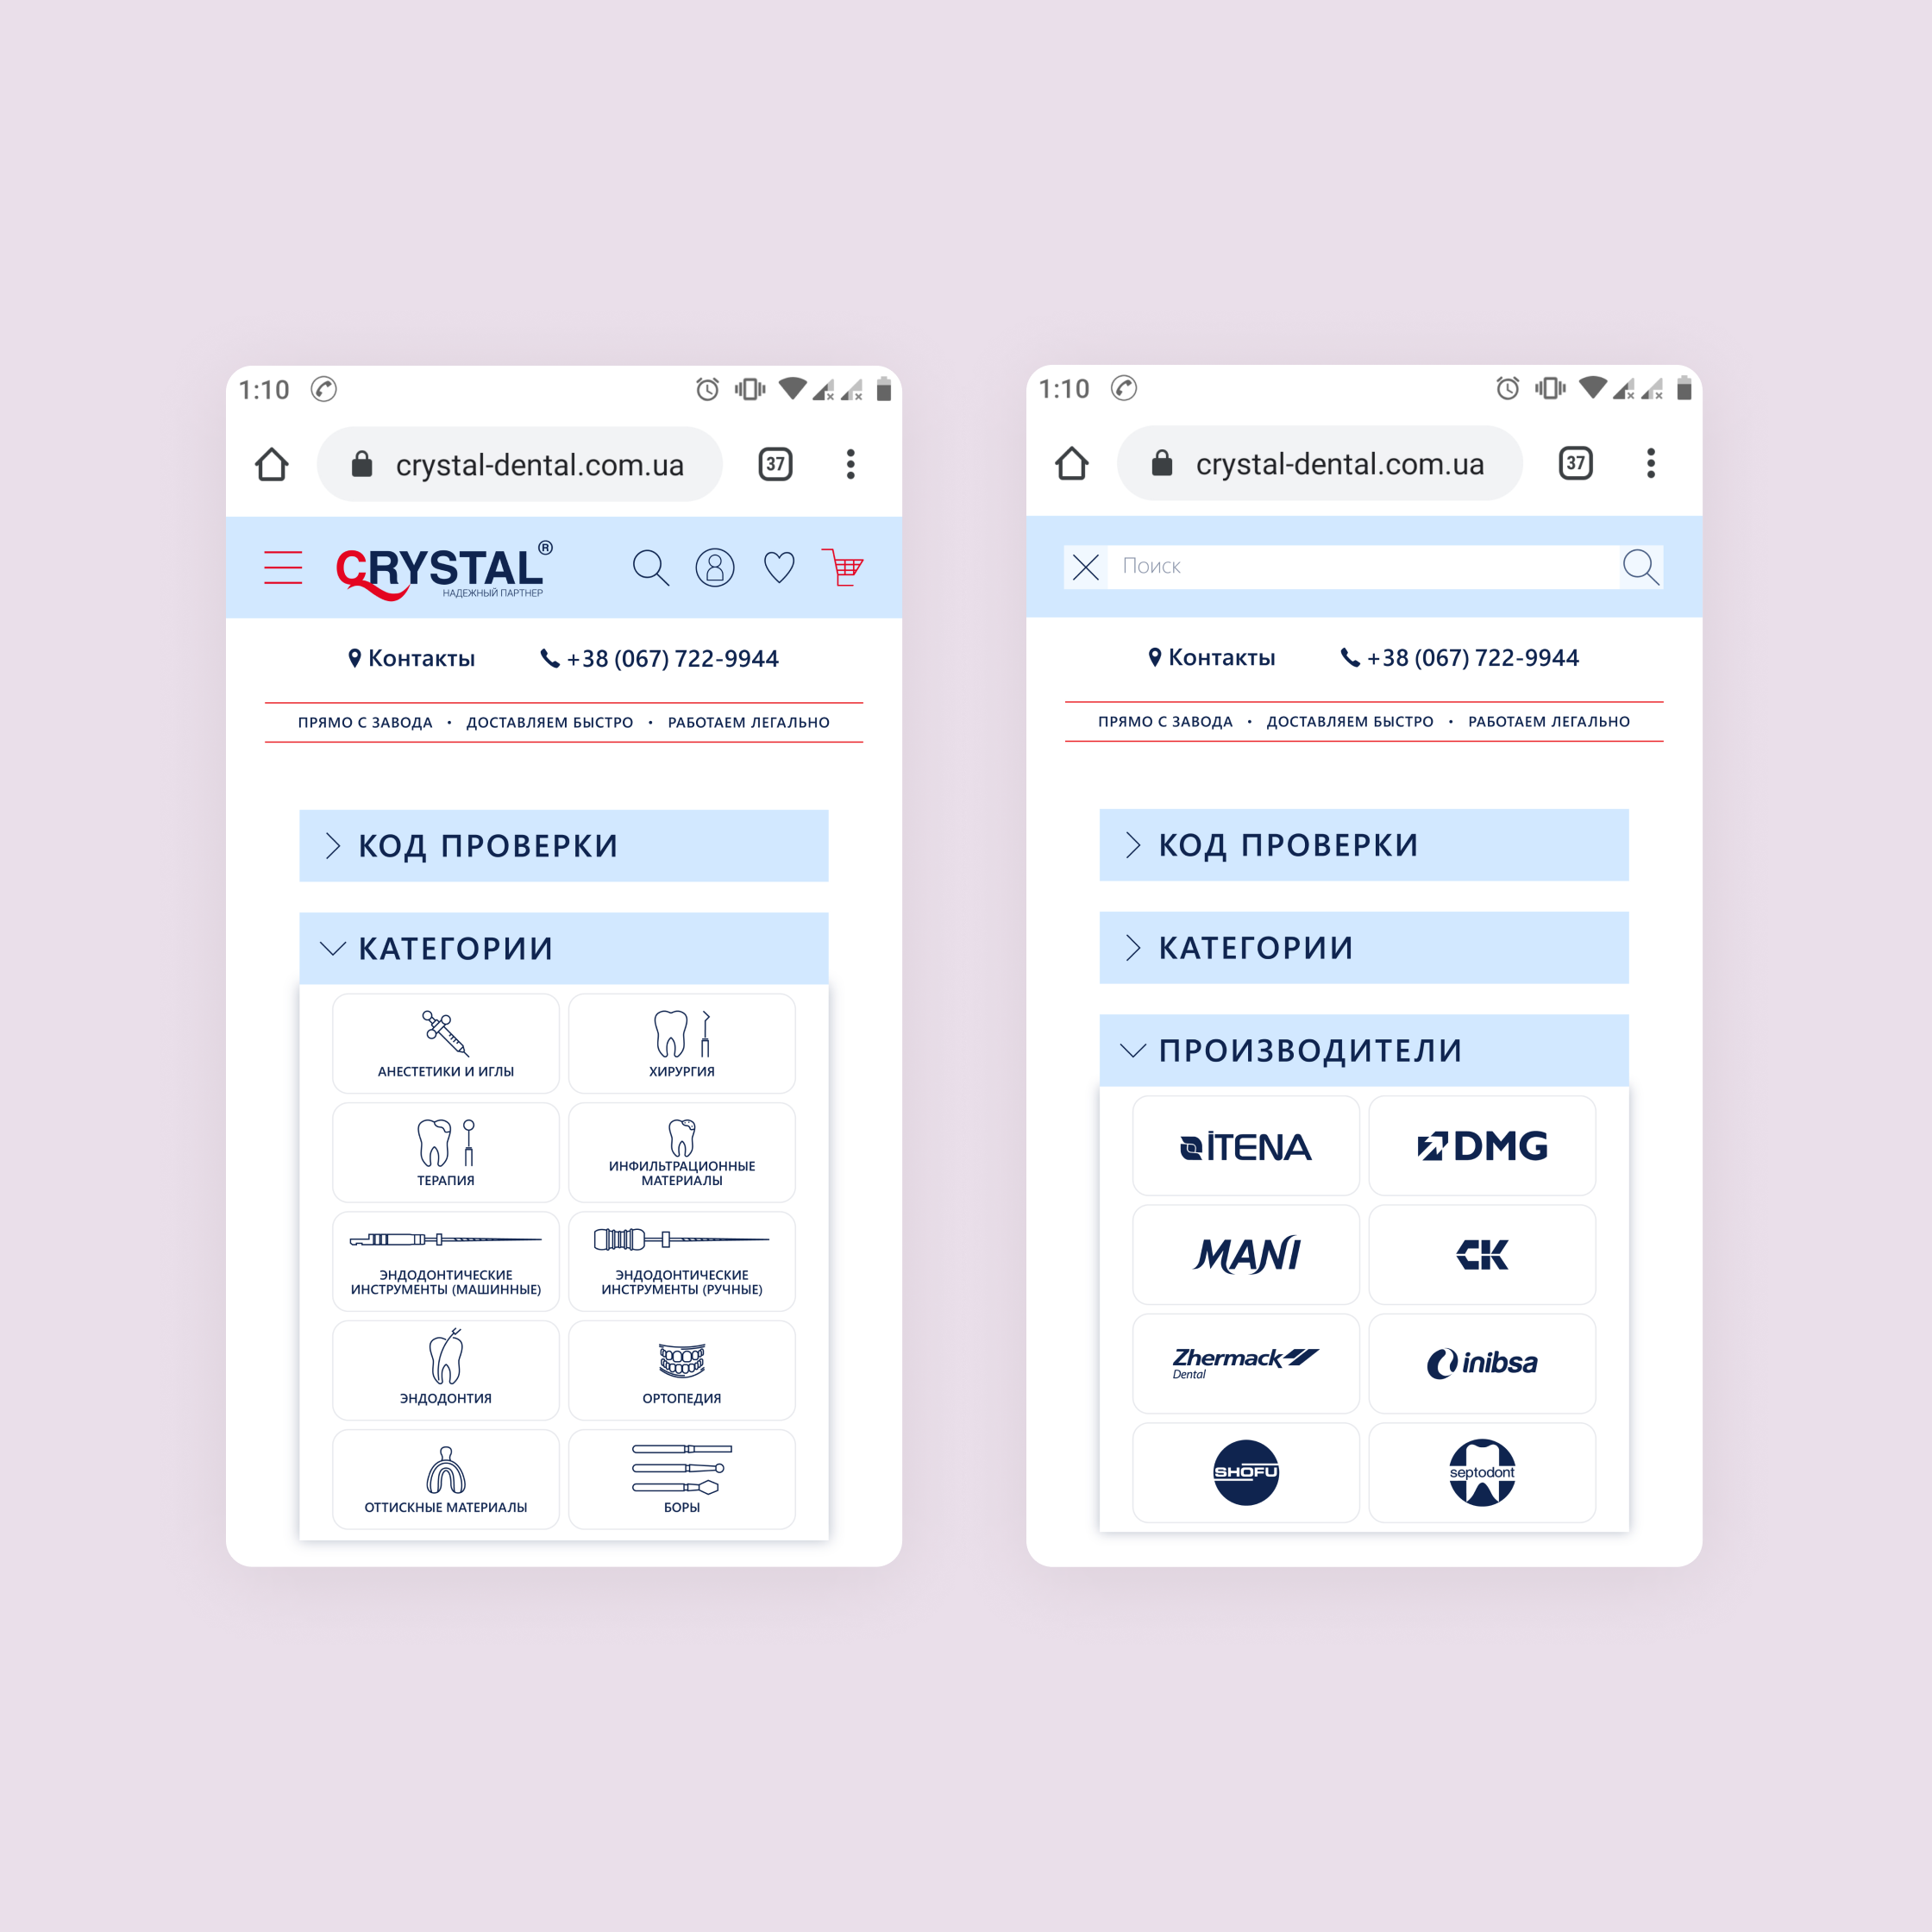 1:10
crystal-dental.com.ua
37
CRYSTAL®
НАДЕЖНЫЙ ПАРТНЕР
Контакты
+38 (067) 722-9944
ПРЯМО С ЗАВОДА • ДОСТАВЛЯЕМ БЫСТРО • РАБОТАЕМ ЛЕГАЛЬНО
КОД ПРОВЕРКИ
КАТЕГОРИИ
АНЕСТЕТИКИ И ИГЛЫ
ХИРУРГИЯ
ТЕРАПИЯ
ИНФИЛЬТРАЦИОННЫЕ
МАТЕРИАЛЫ
ЭНДОДОНТИЧЕСКИЕ
ИНСТРУМЕНТЫ (МАШИННЫЕ)
ЭНДОДОНТИЧЕСКИЕ
ИНСТРУМЕНТЫ (РУЧНЫЕ)
ЭНДОДОНТИЯ
ОРТОПЕДИЯ
ОТТИСКНЫЕ МАТЕРИАЛЫ
БОРЫ
1:10
crystal-dental.com.ua
37
Поиск
Контакты
+38 (067) 722-9944
ПРЯМО С ЗАВОДА • ДОСТАВЛЯЕМ БЫСТРО • РАБОТАЕМ ЛЕГАЛЬНО
КОД ПРОВЕРКИ
КАТЕГОРИИ
ПРОИЗВОДИТЕЛИ
iTENA
DMG
MANI
CK
Zhermack
Dental
inibsa
SHOFU
septodont